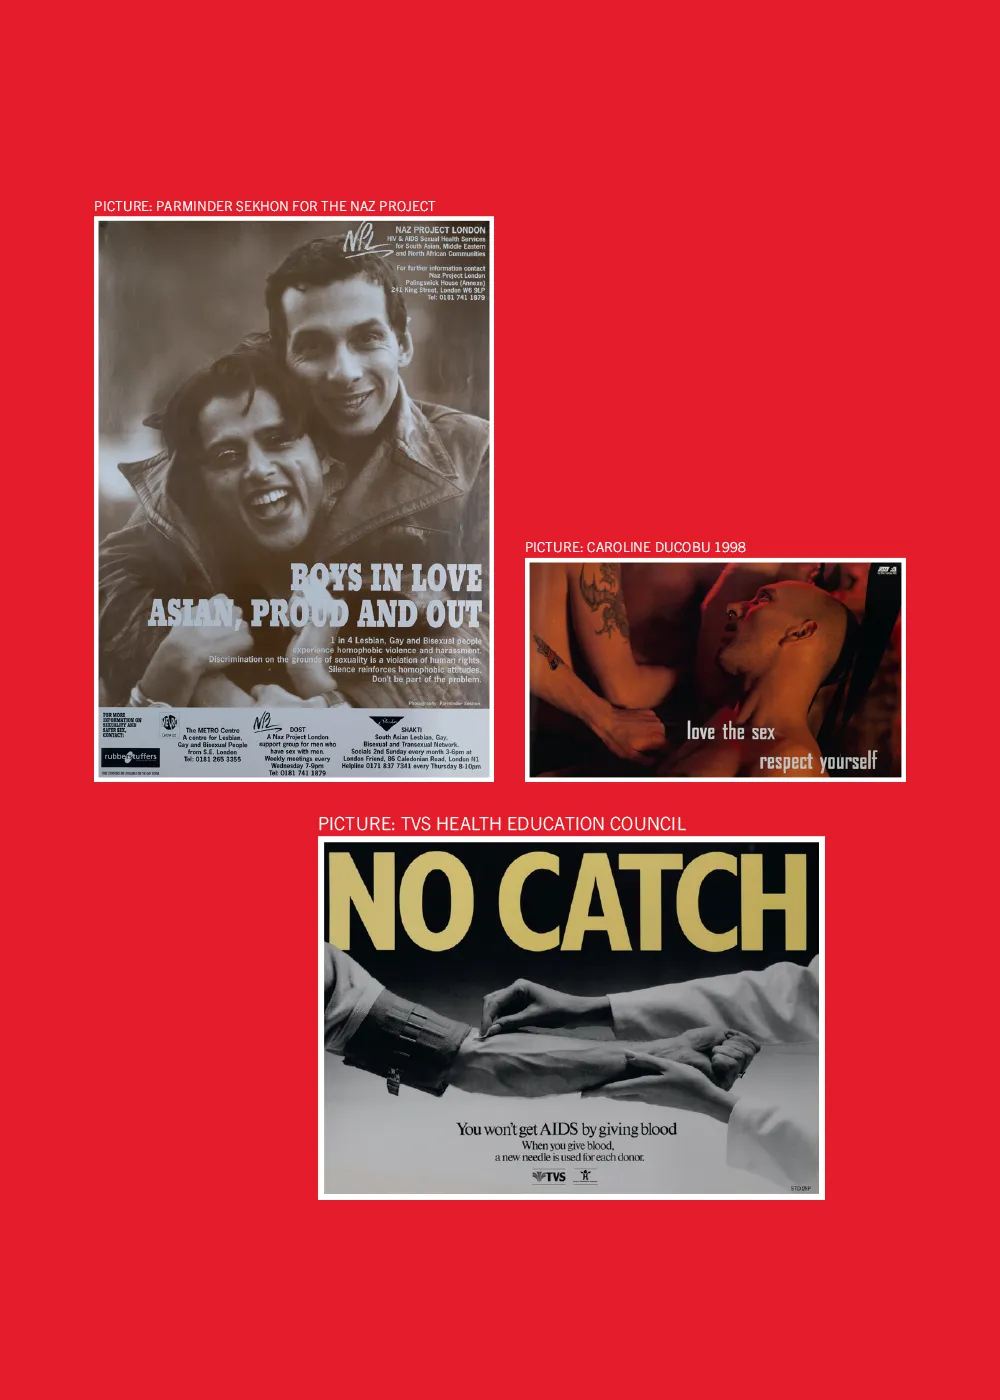 PICTURE: PARMINDER SEKHON FOR THE NAZ PROJECT
NPL
NAZ PROJECT LONDON
HIV & AIDS Sexual Health Services
for South Asian, Middle Eastern
and North African Communities
For further information contact
Naz Project London
Palingswick House (Annexe)
241 King Street, London W6 9LP
Tel: 0181 741 1879
BOYS IN LOVE
ASIAN, PROUD AND OUT
1 in 4 Lesbian, Gay and Bisexual people
experience homophobic violence and harassment.
Discrimination on the grounds of sexuality is a violation of human rights.
Silence reinforces homophobic attitudes.
Don't be part of the problem.
Photography: Parminder Sekhon
FOR MORE
INFORMATION ON
SEXUALITY AND
SAFER SEX,
CONTACT:
rubberstuffers
The METRO Centre
A centre for Lesbian,
Gay and Bisexual People
from S.E. London
Tel: 0181 265 3355
NPL
DOST
A Naz Project London
support group for men who
have sex with men.
Weekly meetings every
Wednesday 7-9pm
Tel: 0181 741 1879
SHAKTI
South Asian Lesbian, Gay,
Bisexual and Transexual Network.
Socials 2nd Sunday every month 3-6pm at
London Friend, 86 Caledonian Road, London N1
Helpline 0171 837 7341 every Thursday 8-10pm
PICTURE: CAROLINE DUCOBU 1998
love the sex
respect yourself
PICTURE: TVS HEALTH EDUCATION COUNCIL
NO CATCH
You won't get AIDS by giving blood
When you give blood,
a new needle is used for each donor.
TVS